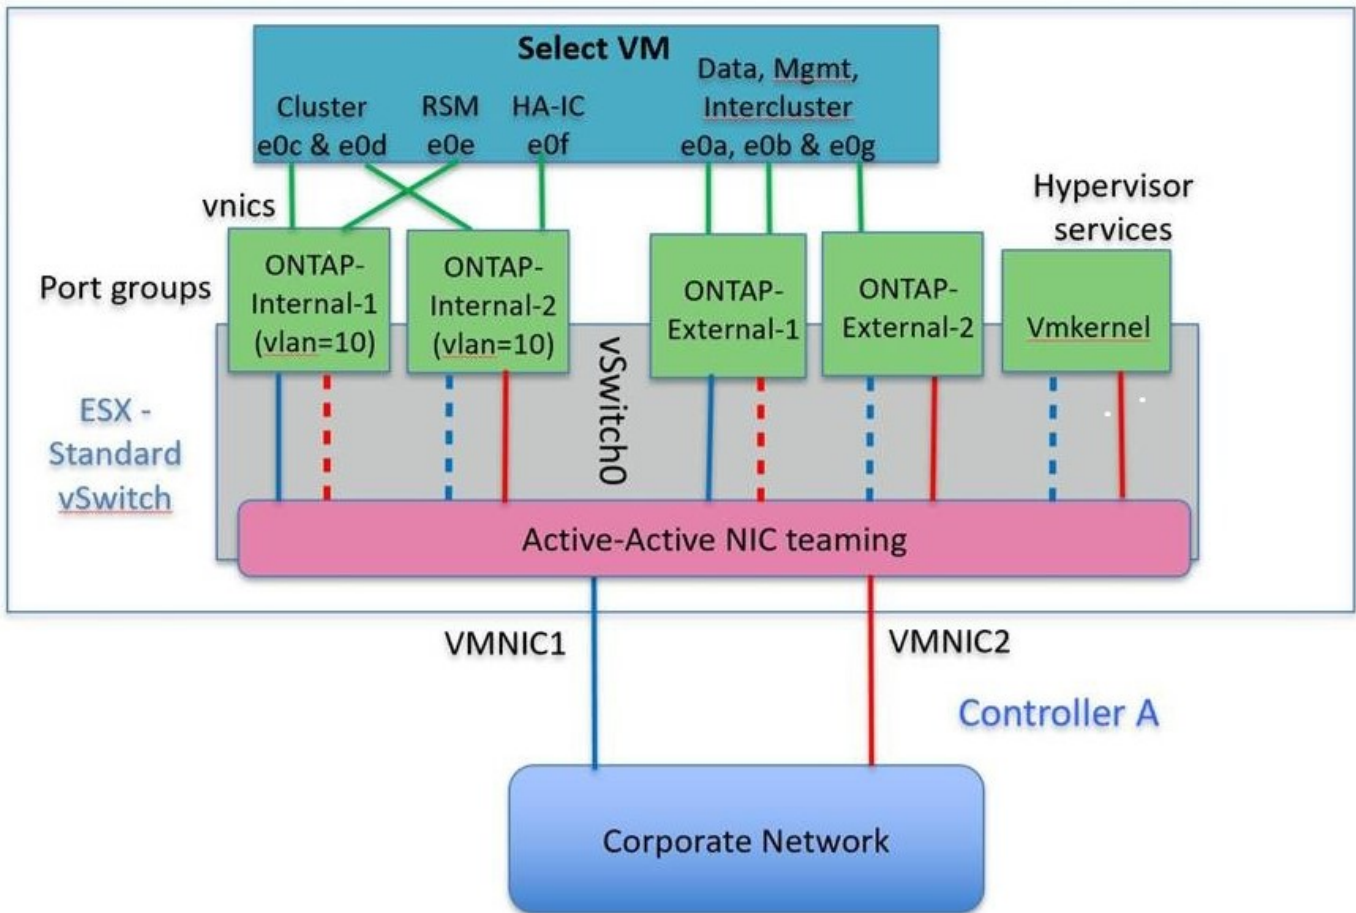 Select VM
Cluster
e0c & e0d
RSM
e0e
HA-IC
e0f
Data, Mgmt,
Intercluster
e0a, e0b & e0g
vnics
Hypervisor
services
Port groups
ONTAP-
Internal-1
(vlan=10)
ONTAP-
Internal-2
(vlan=10)
ONTAP-
External-1
ONTAP-
External-2
Vmkernel
ESX -
Standard
vSwitch
vSwitch0
Active-Active NIC teaming
VMNIC1
VMNIC2
Controller A
Corporate Network